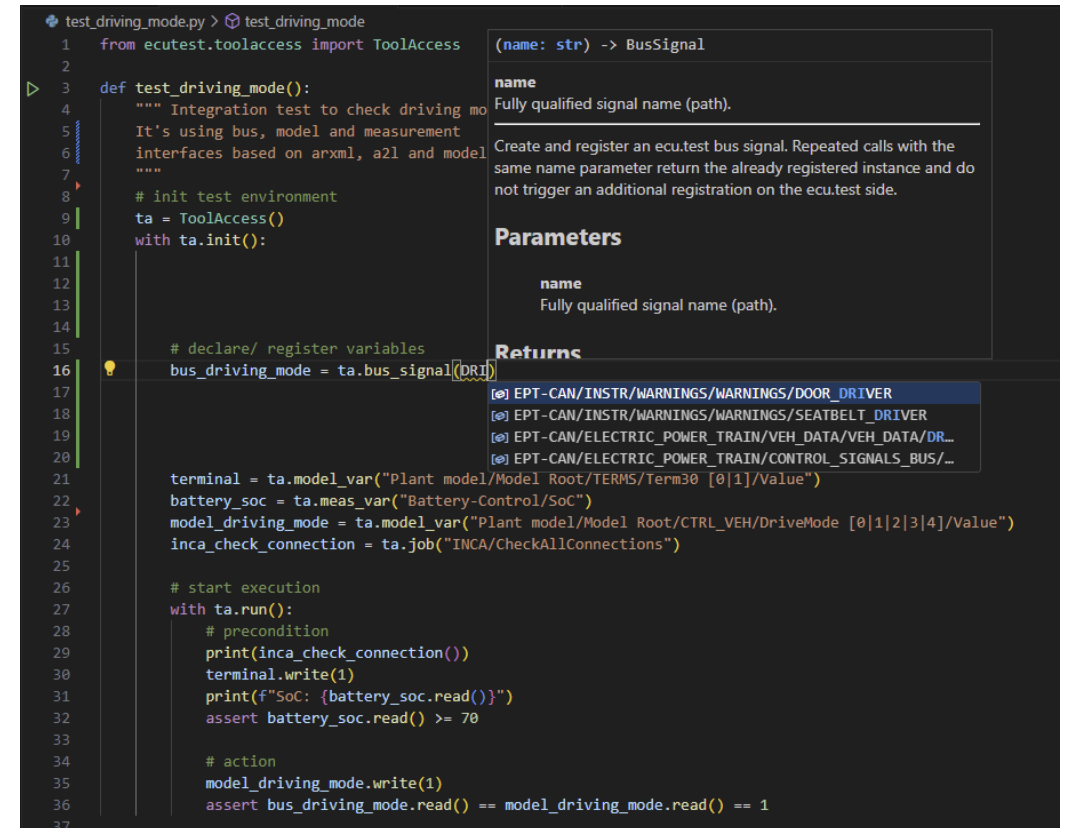 test_driving_mode.py > test_driving_mode
1 from ecutest.toolaccess import ToolAccess
2
3 def test_driving_mode():
4 """ Integration test to check driving mo
5 It's using bus, model and measurement
6 interfaces based on arxml, a2l and model
7 """
8 # init test environment
9 ta = ToolAccess()
10 with ta.init():
11
12
13
14
15 # declare/ register variables
16 bus_driving_mode = ta.bus_signal(DRI)
17
18
19
20
21 terminal = ta.model_var("Plant model/Model Root/TERMS/Term30 [0|1]/Value")
22 battery_soc = ta.meas_var("Battery-Control/SoC")
23 model_driving_mode = ta.model_var("Plant model/Model Root/CTRL_VEH/DriveMode [0|1|2|3|4]/Value")
24 inca_check_connection = ta.job("INCA/CheckAllConnections")
25
26 # start execution
27 with ta.run():
28 # precondition
29 print(inca_check_connection())
30 terminal.write(1)
31 print(f"SoC: {battery_soc.read()}")
32 assert battery_soc.read() >= 70
33
34 # action
35 model_driving_mode.write(1)
36 assert bus_driving_mode.read() == model_driving_mode.read() == 1
37
(name: str) -> BusSignal
name
Fully qualified signal name (path).
Create and register an ecu.test bus signal. Repeated calls with the
same name parameter return the already registered instance and do
not trigger an additional registration on the ecu.test side.
Parameters
name
Fully qualified signal name (path).
Returns
EPT-CAN/INSTR/WARNINGS/WARNINGS/DOOR_DRIVER
EPT-CAN/INSTR/WARNINGS/WARNINGS/SEATBELT_DRIVER
EPT-CAN/ELECTRIC_POWER_TRAIN/VEH_DATA/VEH_DATA/DR…
EPT-CAN/ELECTRIC_POWER_TRAIN/CONTROL_SIGNALS_BUS/…